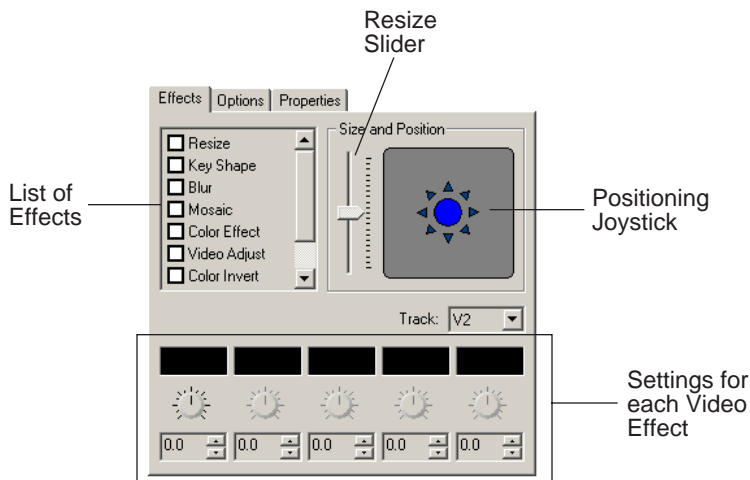 Resize
Slider
Effects
Options
Properties
Size and Position
Resize
Key Shape
Blur
Mosaic
Color Effect
Video Adjust
Color Invert
List of
Effects
Positioning
Joystick
Track: V2
Settings for
each Video
Effect
0.0 0.0 0.0 0.0 0.0